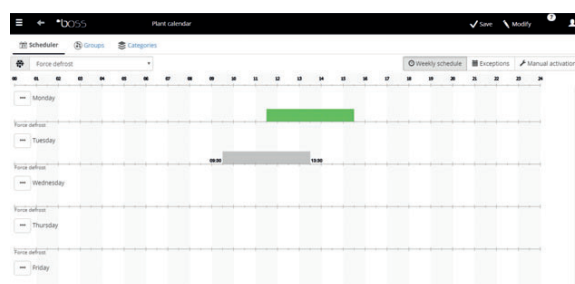 boss Plant calendar Save Modify ?
Scheduler Groups Categories
Force defrost Weekly schedule Exceptions Manual activation
00 01 02 03 04 05 06 07 08 09 10 11 12 13 14 15 16 17 18 19 20 21 22 23 24
Monday
Force defrost
Tuesday
09:30 13:30
Force defrost
Wednesday
Force defrost
Thursday
Force defrost
Friday